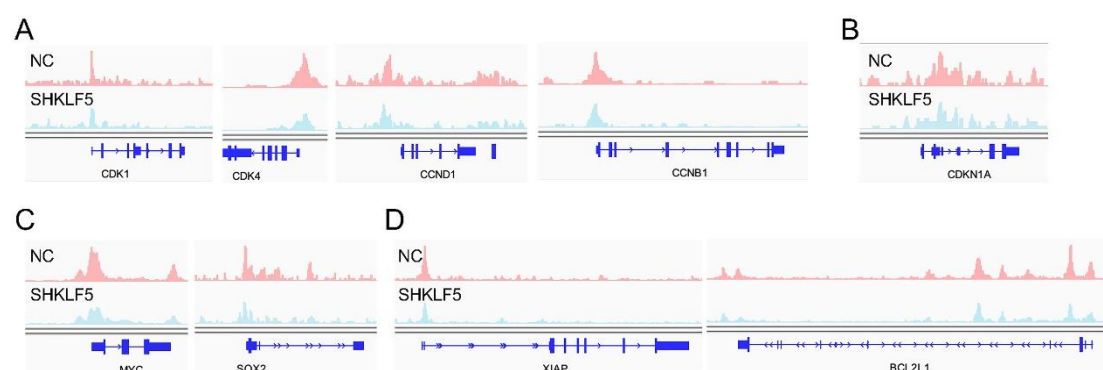 A
B
NC
SHKLF5
CDK1
CDK4
CCND1
CCNB1
NC
SHKLF5
CDKN1A
C
D
NC
SHKLF5
MYC
SOX2
NC
SHKLF5
XIAP
BCL2L1